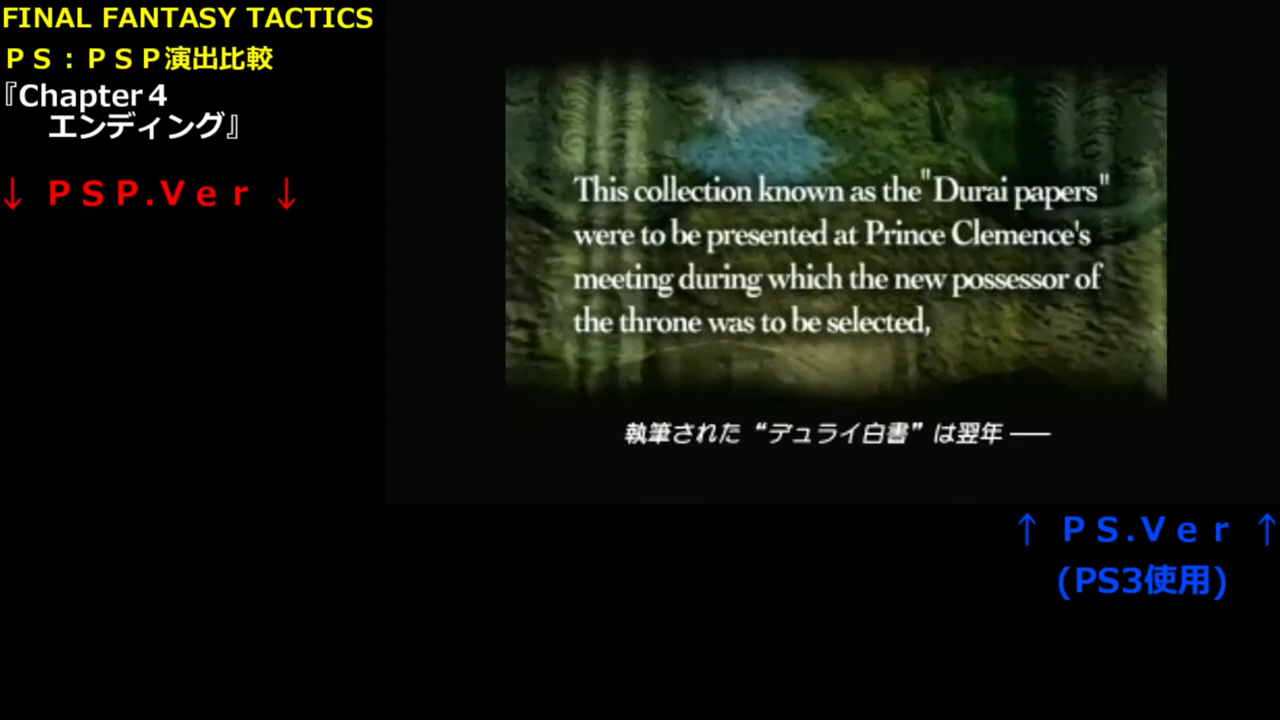 FINAL FANTASY TACTICS
ＰＳ：ＰＳＰ演出比較
『Chapter４
エンディング』
↓ ＰＳＰ.Ｖｅｒ ↓
This collection known as the "Durai papers"
were to be presented at Prince Clemence's
meeting during which the new possessor of
the throne was to be selected,
執筆された“デュライ白書”は翌年 ——
↑ ＰＳ.Ｖｅｒ ↑
(PS3使用)